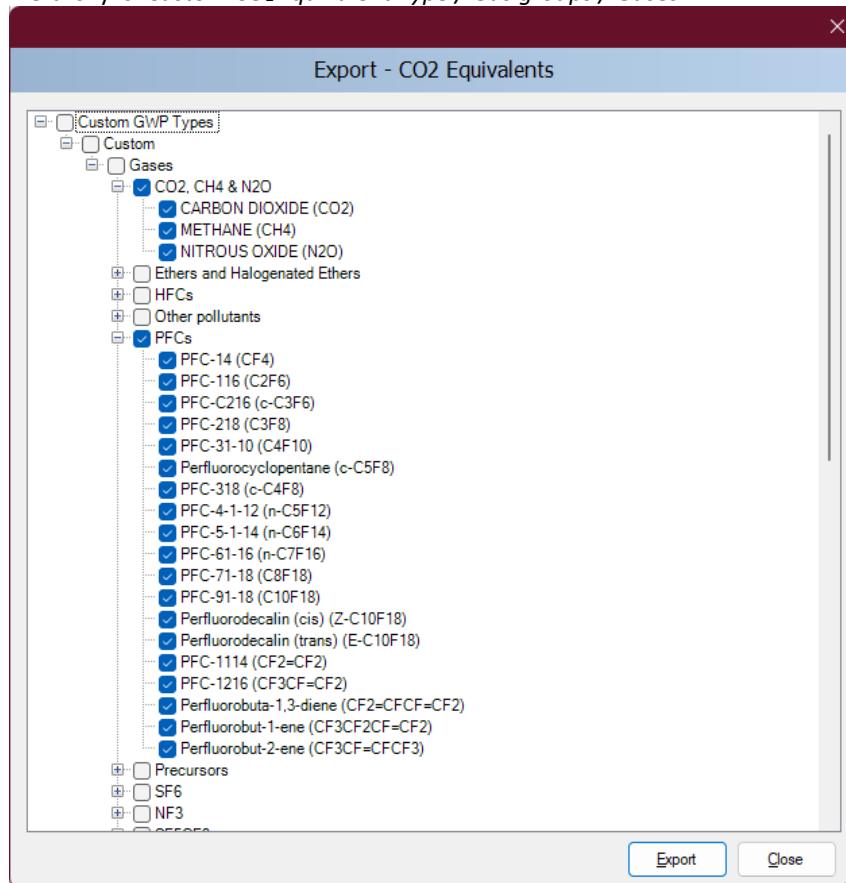 Export - CO2 Equivalents
Custom GWP Types
Custom
Gases
CO2, CH4 & N2O
CARBON DIOXIDE (CO2)
METHANE (CH4)
NITROUS OXIDE (N2O)
Ethers and Halogenated Ethers
HFCs
Other pollutants
PFCs
PFC-14 (CF4)
PFC-116 (C2F6)
PFC-C216 (c-C3F6)
PFC-218 (C3F8)
PFC-31-10 (C4F10)
Perfluorocyclopentane (c-C5F8)
PFC-318 (c-C4F8)
PFC-4-1-12 (n-C5F12)
PFC-5-1-14 (n-C6F14)
PFC-61-16 (n-C7F16)
PFC-71-18 (C8F18)
PFC-91-18 (C10F18)
Perfluorodecalin (cis) (Z-C10F18)
Perfluorodecalin (trans) (E-C10F18)
PFC-1114 (CF2=CF2)
PFC-1216 (CF3CF=CF2)
Perfluorobuta-1,3-diene (CF2=CFCF=CF2)
Perfluorobut-1-ene (CF3CF2CF=CF2)
Perfluorobut-2-ene (CF3CF=CFCF3)
Precursors
SF6
NF3
Export
Close